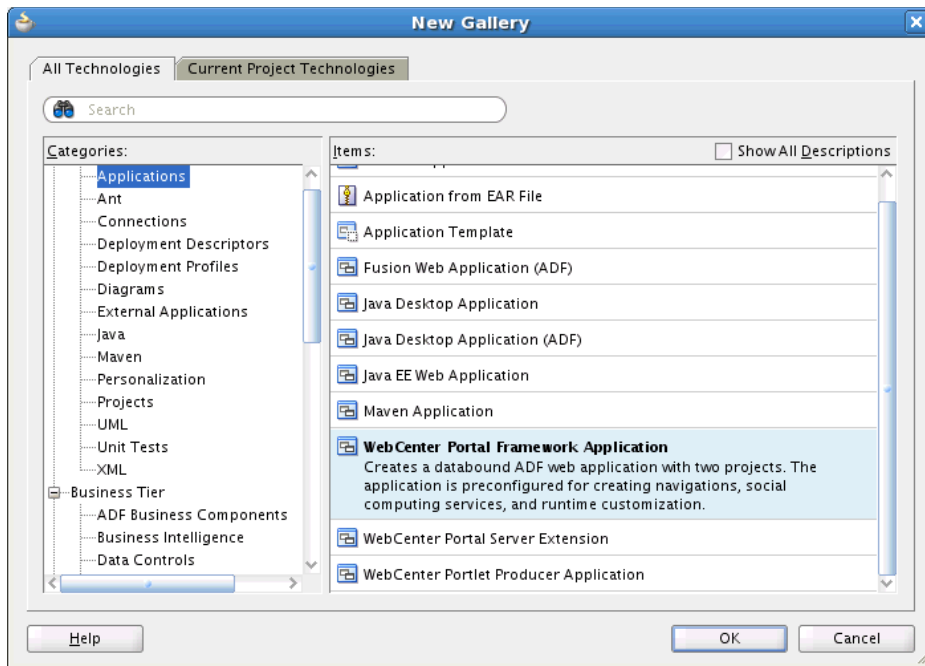 New Gallery
All Technologies
Current Project Technologies
Search
Categories:
Items:
Show All Descriptions
Applications
Ant
Connections
Deployment Descriptors
Deployment Profiles
Diagrams
External Applications
Java
Maven
Personalization
Projects
UML
Unit Tests
XML
Business Tier
ADF Business Components
Business Intelligence
Data Controls
Application from EAR File
Application Template
Fusion Web Application (ADF)
Java Desktop Application
Java Desktop Application (ADF)
Java EE Web Application
Maven Application
WebCenter Portal Framework Application
Creates a databound ADF web application with two projects. The
application is preconfigured for creating navigations, social
computing services, and runtime customization.
WebCenter Portal Server Extension
WebCenter Portlet Producer Application
Help
OK
Cancel